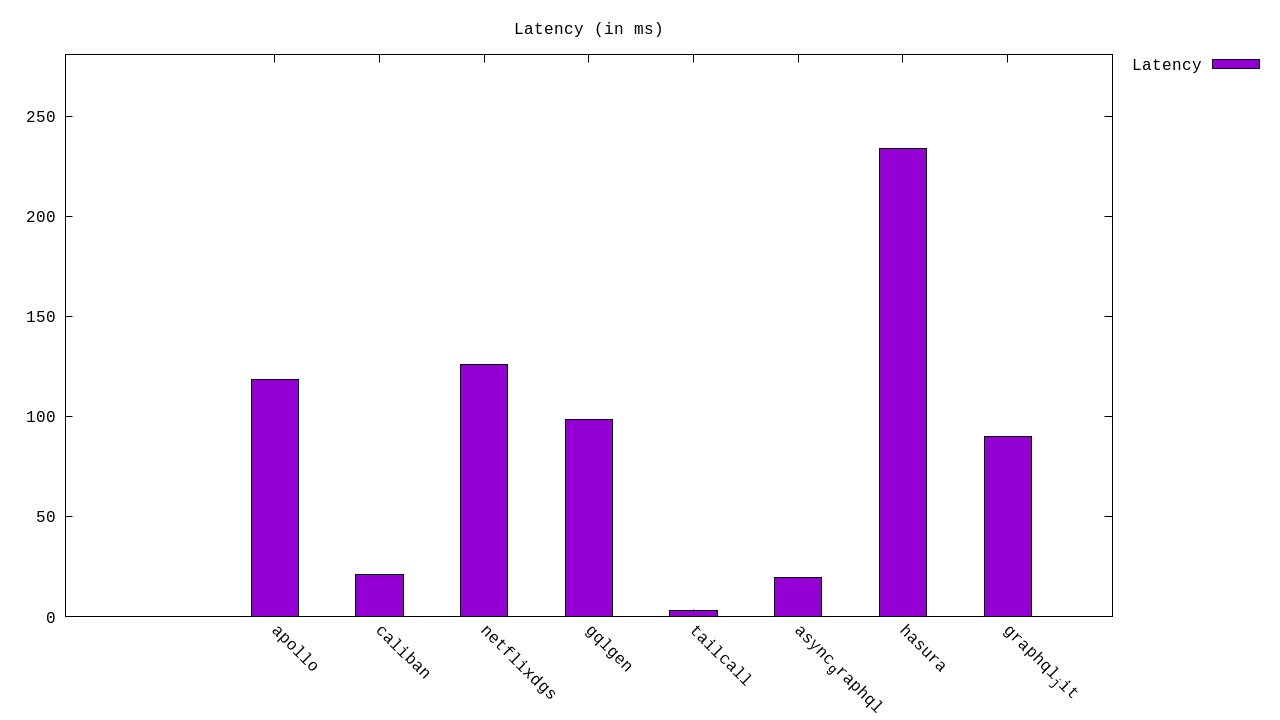 Latency (in ms)
Latency
250
200
150
100
50
0
apollo
caliban
netflixdgs
gqlgen
tailcall
async_graphql
hasura
graphql_jit